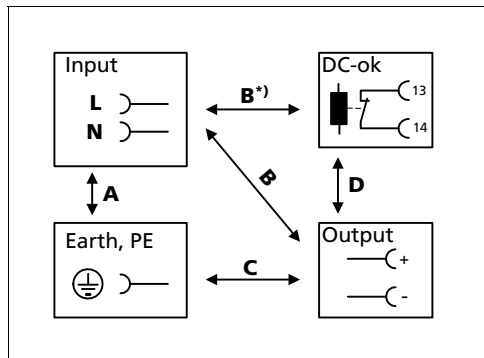 Input
L
N
B*)
DC-ok
13
14
A
B
D
Earth, PE
C
Output
+
-